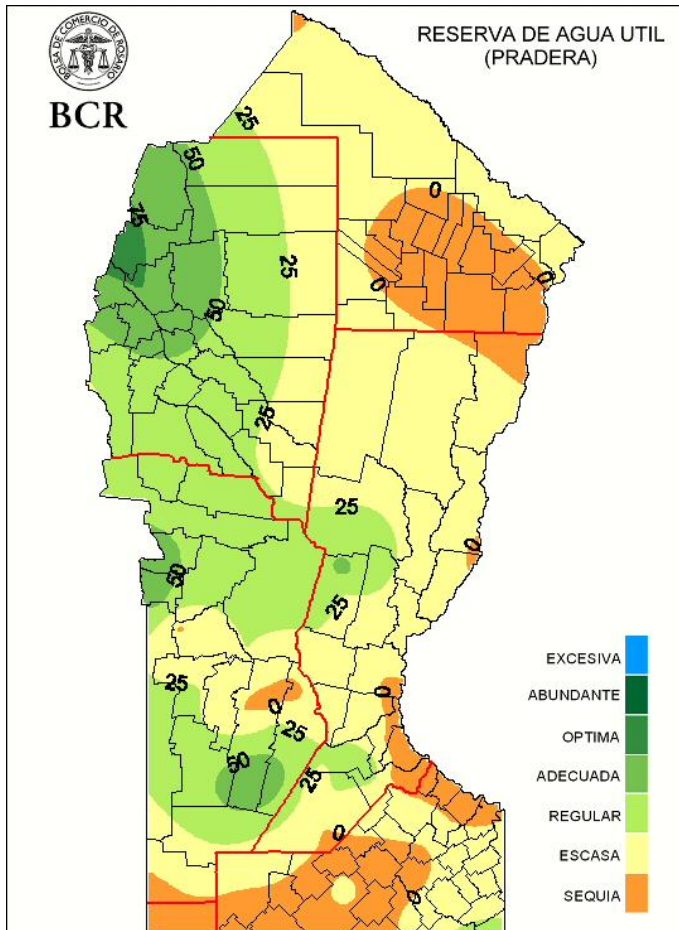 BOLSA DE COMERCIO DE ROSARIO
BCR
RESERVA DE AGUA UTIL
(PRADERA)
25
50
75
0
25
0
0
50
25
25
0
50
25
25
0
0
25
50
25
0
0
EXCESIVA
ABUNDANTE
OPTIMA
ADECUADA
REGULAR
ESCASA
SEQUIA